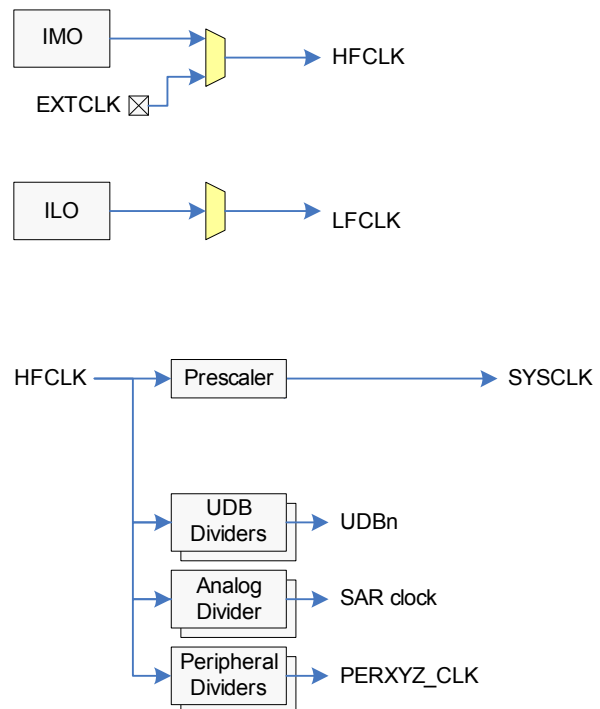 IMO
HFCLK
EXTCLK
ILO
LFCLK
HFCLK
Prescaler
SYSCLK
UDB
Dividers
UDBn
Analog
Divider
SAR clock
Peripheral
Dividers
PERXYZ_CLK